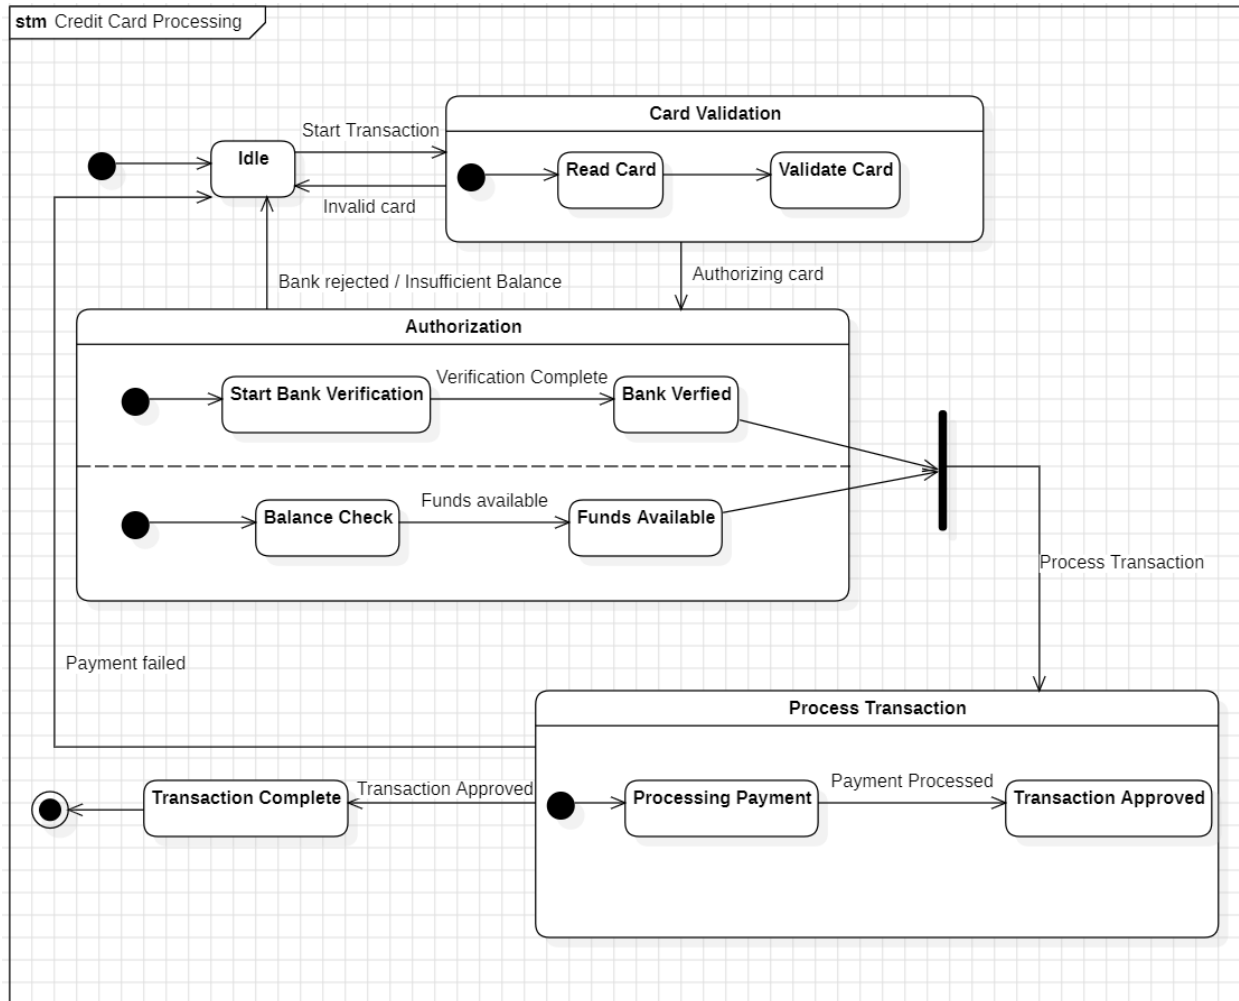 stm Credit Card Processing
Card Validation
Start Transaction
Idle
Read Card
Validate Card
Invalid card
Authorizing card
Bank rejected / Insufficient Balance
Authorization
Verification Complete
Start Bank Verification
Bank Verfied
Funds available
Balance Check
Funds Available
Process Transaction
Payment failed
Process Transaction
Transaction Approved
Payment Processed
Transaction Complete
Processing Payment
Transaction Approved